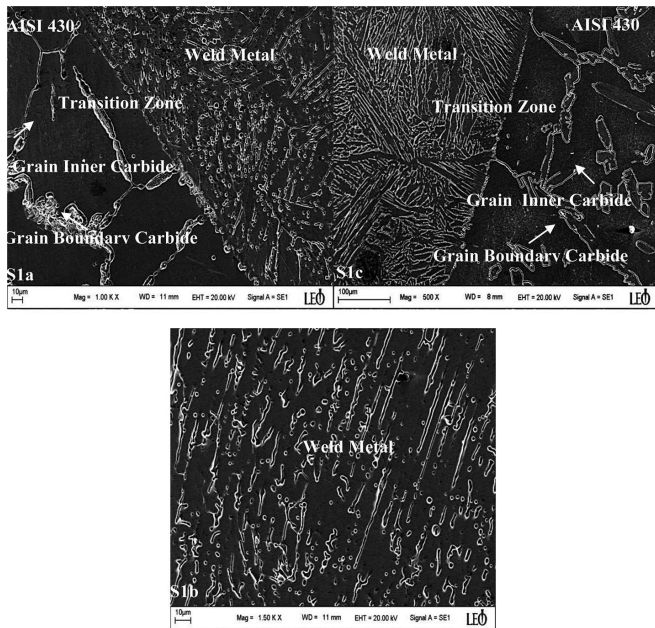 AISI 430
Weld Metal
Transition Zone
Grain Inner Carbide
Grain Boundary Carbide
S1a
10µm
Mag = 1.00 K X
WD = 11 mm
EHT = 20.00 kV
Signal A = SE1
LEO
Weld Metal
AISI 430
Transition Zone
Grain Inner Carbide
Grain Boundary Carbide
S1c
100µm
Mag = 500 X
WD = 8 mm
EHT = 20.00 kV
Signal A = SE1
LEO
Weld Metal
S1b
10µm
Mag = 1.50 K X
WD = 11 mm
EHT = 20.00 kV
Signal A = SE1
LEO